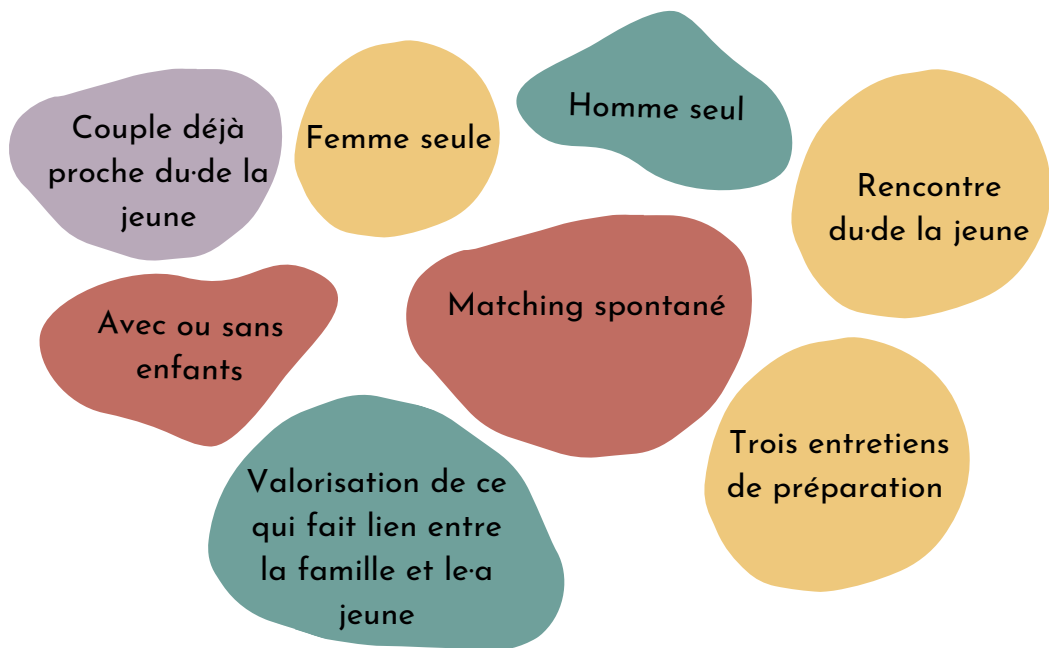 Couple déjà
proche du·de la
jeune
Femme seule
Homme seul
Rencontre
du·de la jeune
Avec ou sans
enfants
Matching spontané
Valorisation de ce
qui fait lien entre
la famille et le·a
jeune
Trois entretiens
de préparation